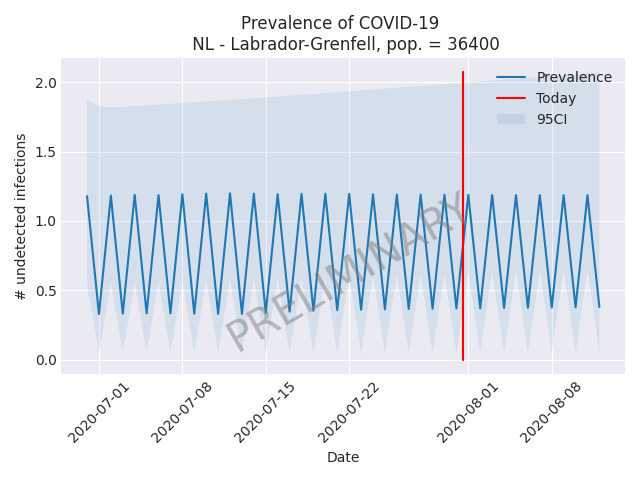 Prevalence of COVID-19
NL - Labrador-Grenfell, pop. = 36400
# undetected infections
2.0
1.5
1.0
0.5
0.0
Prevalence
Today
95CI
PRELIMINARY
2020-07-01
2020-07-08
2020-07-15
2020-07-22
2020-08-01
2020-08-08
Date